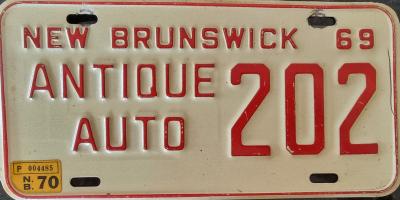 NEW BRUNSWICK 69
ANTIQUE
AUTO
202
P 004485
N.B. 70